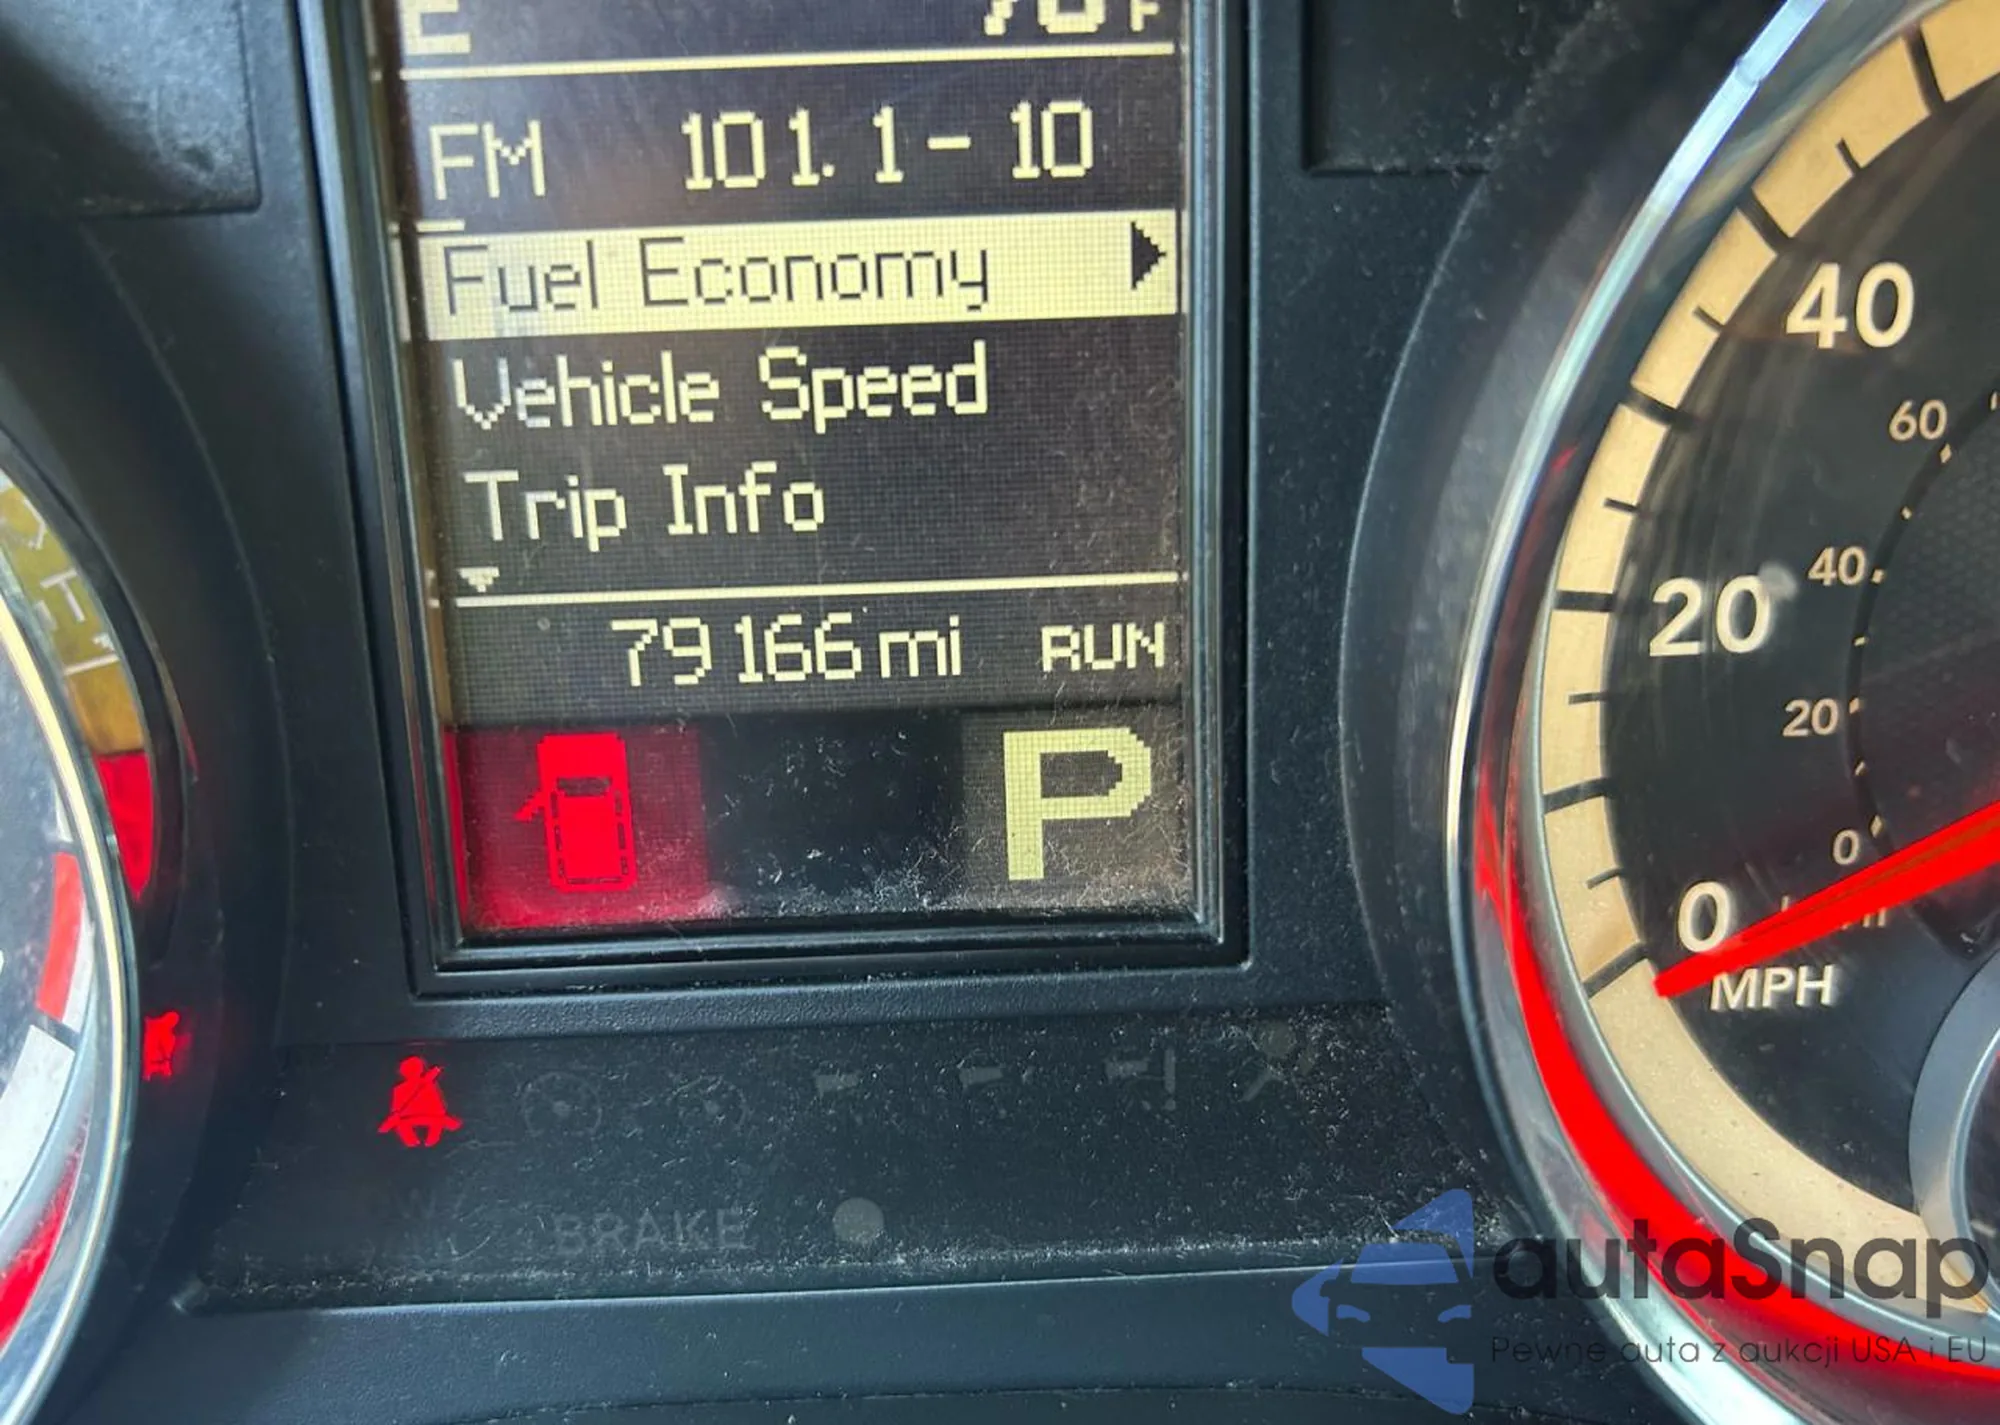 E 76F
FM 101.1-10
Fuel Economy
Vehicle Speed
Trip Info
79166 mi RUN
P
40
60
40
20
20
0
0
MPH
BRAKE
autaSnap
Pewne auta z aukcji USA i EU